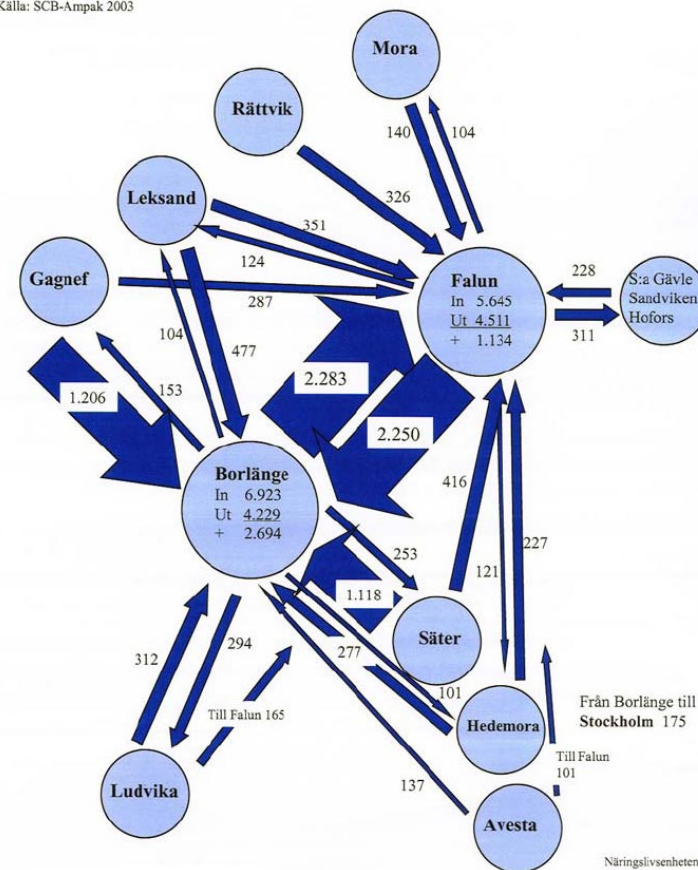 Källa: SCB-Ampak 2003
Mora
Rättvik
140
104
Leksand
326
351
124
Gagnef
287
Falun
In 5.645
Ut 4.511
+ 1.134
228
311
S:a Gävle
Sandviken
Hofors
104
477
1.206
153
2.283
2.250
Borlänge
In 6.923
Ut 4.229
+ 2.694
416
227
121
253
1.118
Säter
277
101
312
294
Till Falun 165
Hedemora
Från Borlänge till
Stockholm 175
Till Falun
101
137
Ludvika
Avesta
Näringslivsenheten